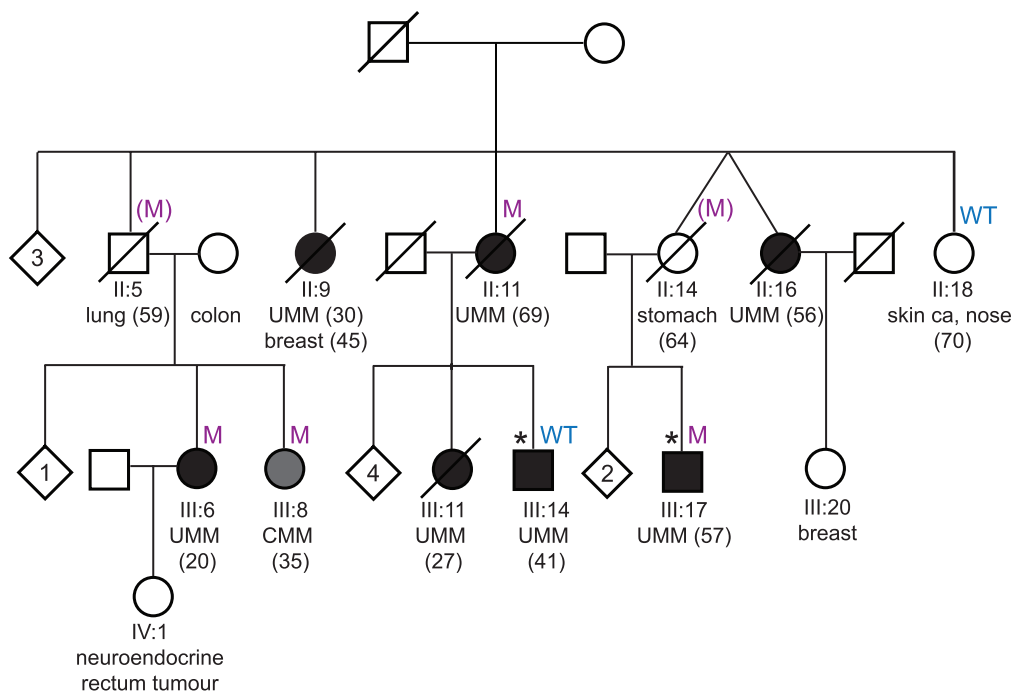 (M)
M
(M)
WT
3
II:5
lung (59)
colon
II:9
UMM (30)
breast (45)
II:11
UMM (69)
II:14
stomach
(64)
II:16
UMM (56)
II:18
skin ca, nose
(70)
M
M
* WT
* M
1
4
2
III:6
UMM
(20)
III:8
CMM
(35)
III:11
UMM
(27)
III:14
UMM
(41)
III:17
UMM (57)
III:20
breast
IV:1
neuroendocrine
rectum tumour